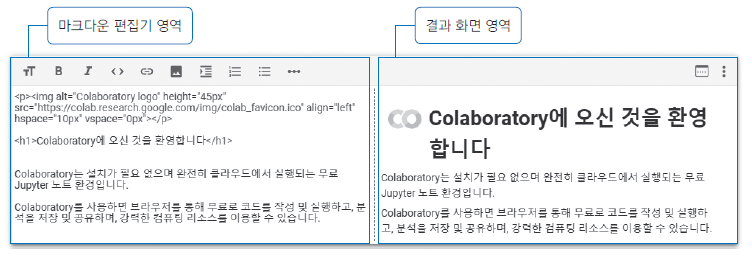 마크다운 편집기 영역
결과 화면 영역
<p><img alt="Colaboratory logo" height="45px"
src="https://colab.research.google.com/img/colab_favicon.ico" align="left"
hspace="10px" vspace="0px"></p>
<h1>Colaboratory에 오신 것을 환영합니다</h1>
Colaboratory는 설치가 필요 없으며 완전히 클라우드에서 실행되는 무료
Jupyter 노트 환경입니다.
Colaboratory를 사용하면 브라우저를 통해 무료로 코드를 작성 및 실행하고, 분
석을 저장 및 공유하며, 강력한 컴퓨팅 리소스를 이용할 수 있습니다.
Colaboratory에 오신 것을 환영
합니다
Colaboratory는 설치가 필요 없으며 완전히 클라우드에서 실행되는 무료
Jupyter 노트 환경입니다.
Colaboratory를 사용하면 브라우저를 통해 무료로 코드를 작성 및 실행하
고, 분석을 저장 및 공유하며, 강력한 컴퓨팅 리소스를 이용할 수 있습니다.